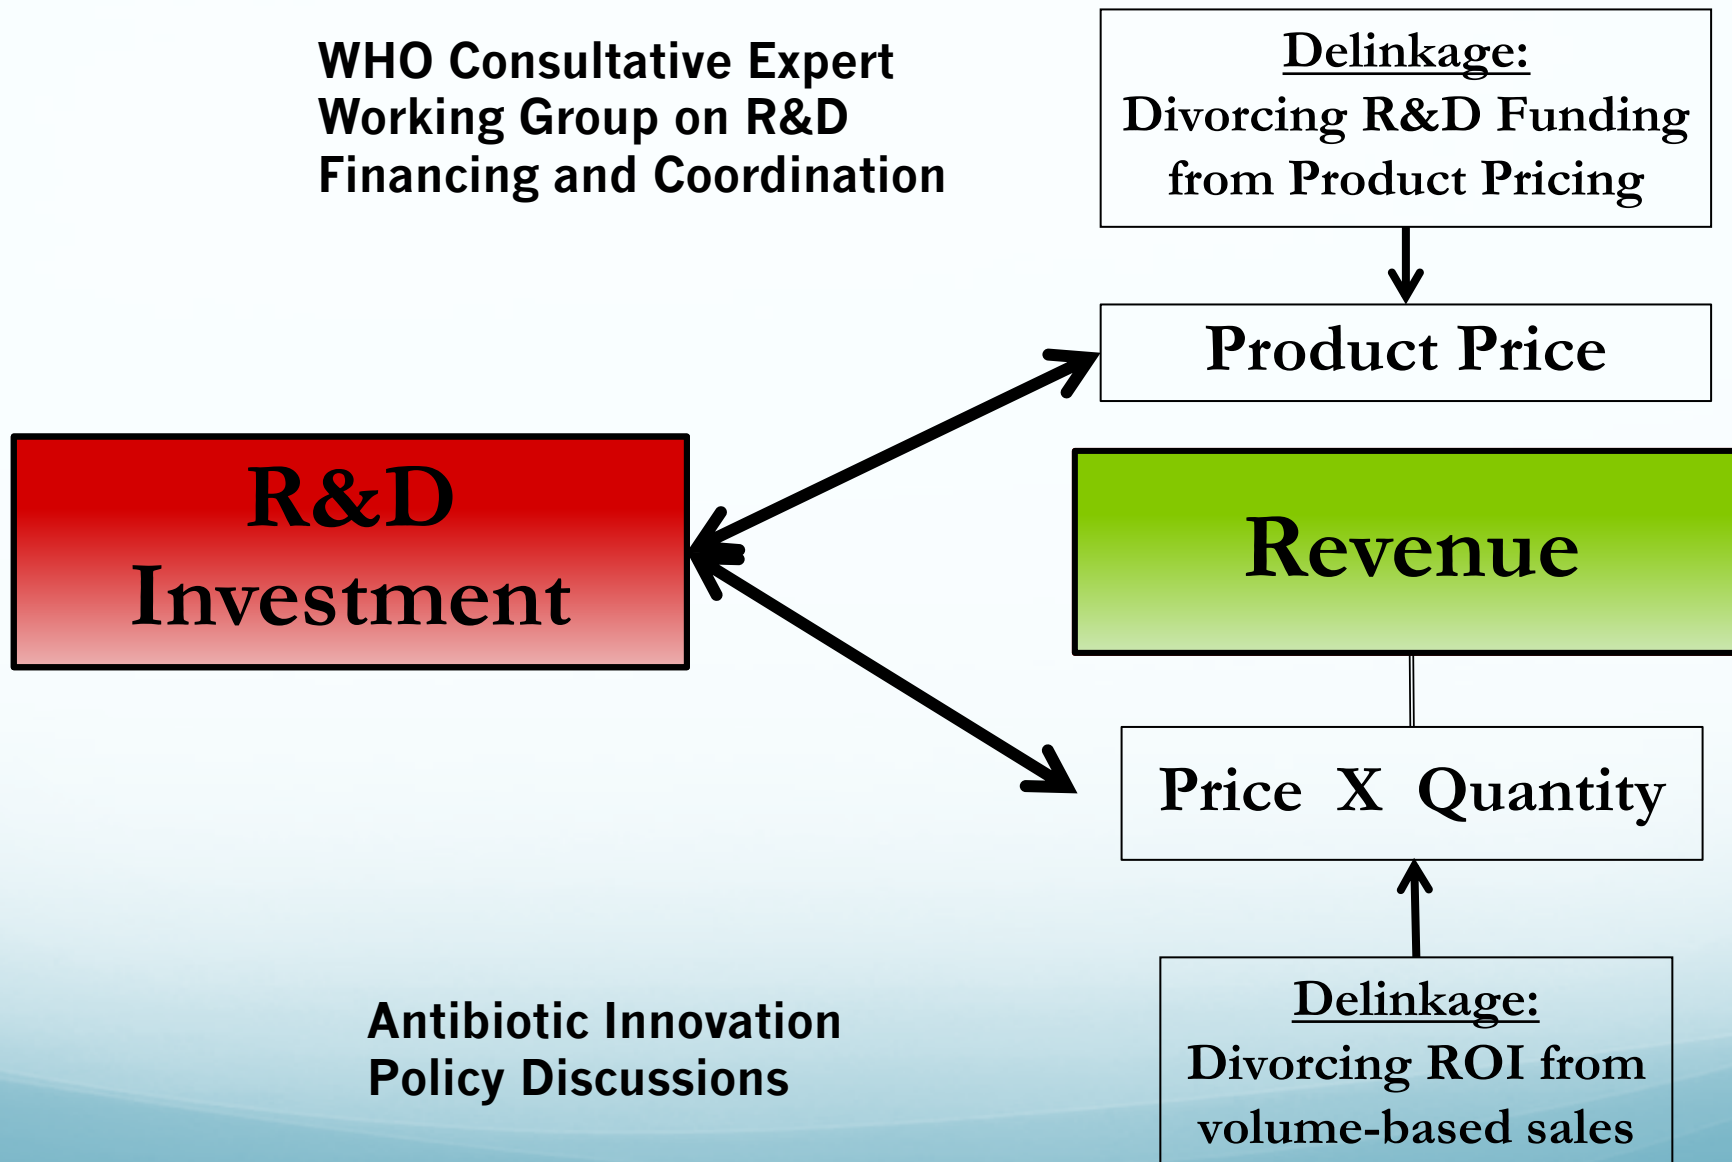 WHO Consultative Expert
Working Group on R&D
Financing and Coordination
Delinkage:
Divorcing R&D Funding
from Product Pricing
Product Price
R&D
Investment
Revenue
Price X Quantity
Antibiotic Innovation
Policy Discussions
Delinkage:
Divorcing ROI from
volume-based sales